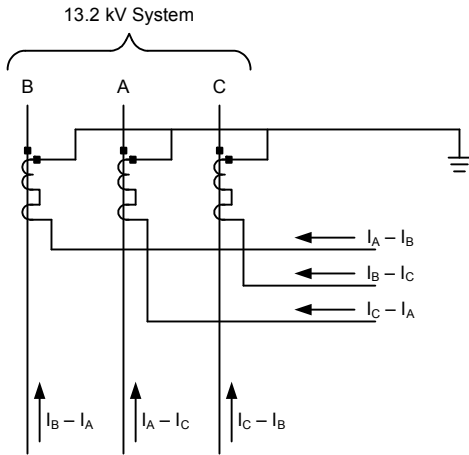 13.2 kV System
B A C
I_A – I_B
I_B – I_C
I_C – I_A
I_B – I_A I_A – I_C I_C – I_B